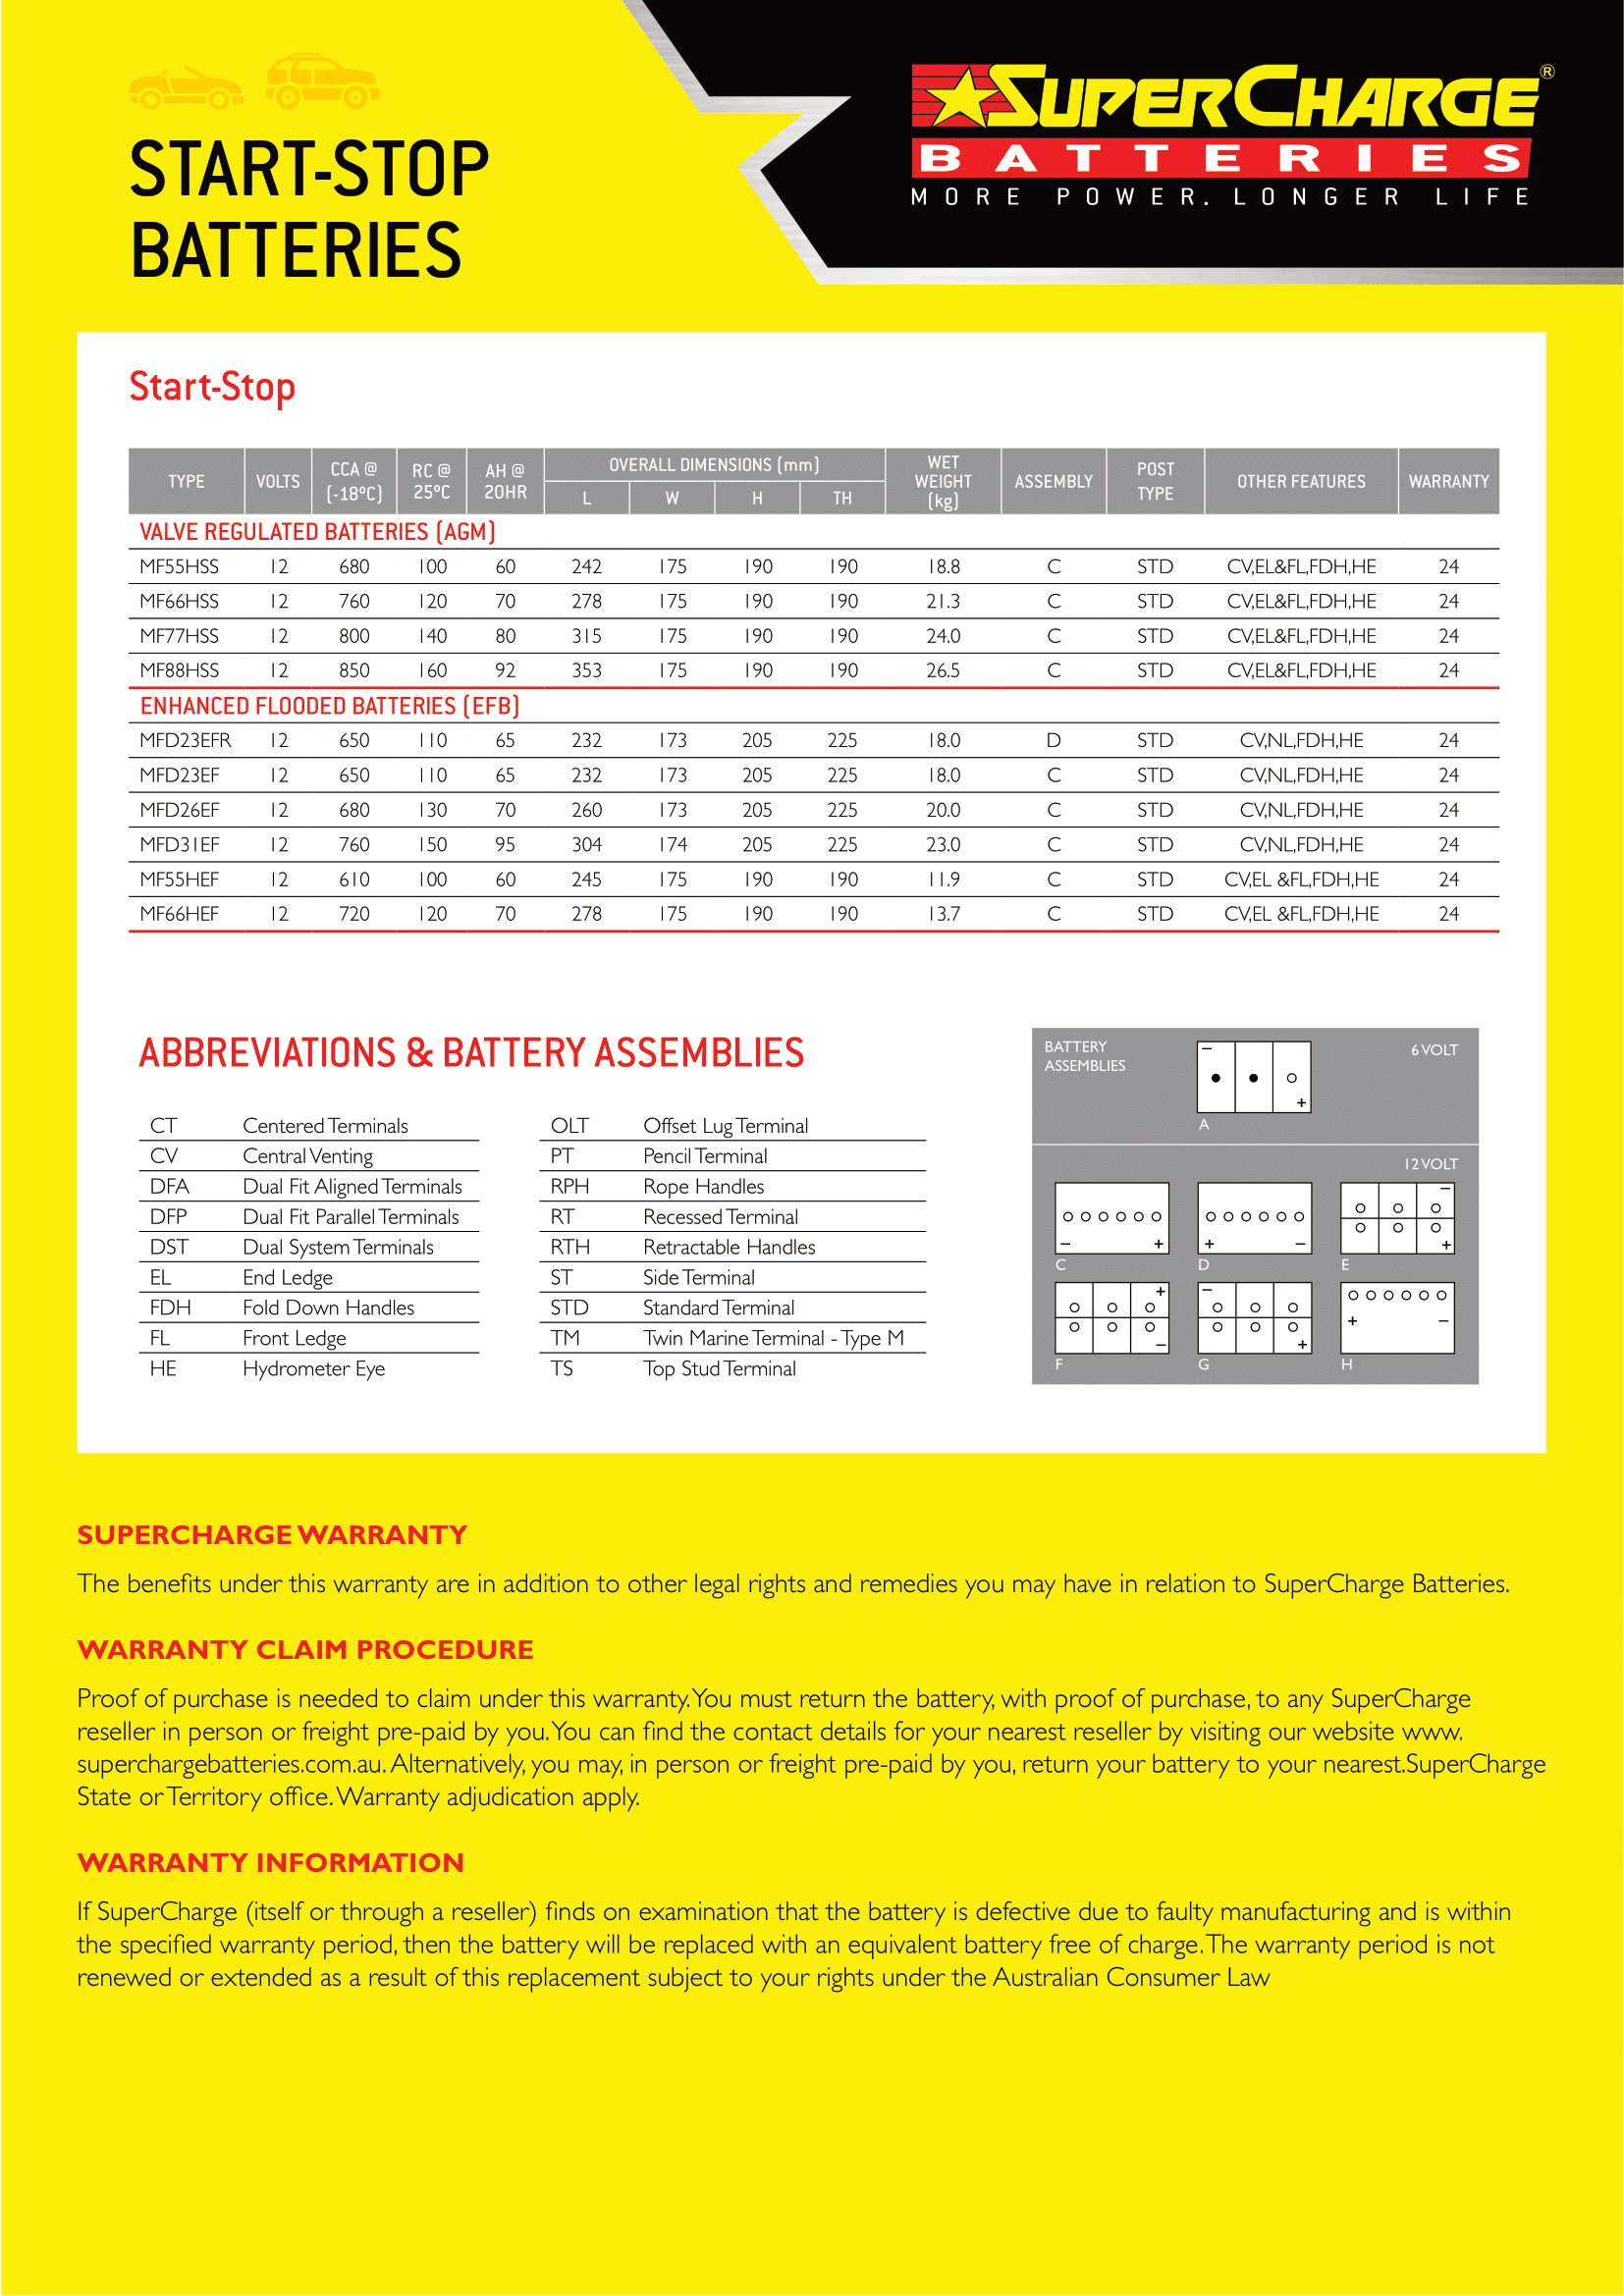 START-STOP
BATTERIES
SUPERCHARGE®
BATTERIES
MORE POWER. LONGER LIFE
Start-Stop
TYPE VOLTS CCA @ (-18ºC) RC @ 25ºC AH @ 20HR OVERALL DIMENSIONS (mm) L W H TH WET WEIGHT (kg) ASSEMBLY POST TYPE OTHER FEATURES WARRANTY
VALVE REGULATED BATTERIES (AGM)
MF55HSS 12 680 100 60 242 175 190 190 18.8 C STD CV,EL&FL,FDH,HE 24
MF66HSS 12 760 120 70 278 175 190 190 21.3 C STD CV,EL&FL,FDH,HE 24
MF77HSS 12 800 140 80 315 175 190 190 24.0 C STD CV,EL&FL,FDH,HE 24
MF88HSS 12 850 160 92 353 175 190 190 26.5 C STD CV,EL&FL,FDH,HE 24
ENHANCED FLOODED BATTERIES (EFB)
MFD23EFR 12 650 110 65 232 173 205 225 18.0 D STD CV,NL,FDH,HE 24
MFD23EF 12 650 110 65 232 173 205 225 18.0 C STD CV,NL,FDH,HE 24
MFD26EF 12 680 130 70 260 173 205 225 20.0 C STD CV,NL,FDH,HE 24
MFD31EF 12 760 150 95 304 174 205 225 23.0 C STD CV,NL,FDH,HE 24
MF55HEF 12 610 100 60 245 175 190 190 11.9 C STD CV,EL &FL,FDH,HE 24
MF66HEF 12 720 120 70 278 175 190 190 13.7 C STD CV,EL &FL,FDH,HE 24
ABBREVIATIONS & BATTERY ASSEMBLIES
CT Centered Terminals
CV Central Venting
DFA Dual Fit Aligned Terminals
DFP Dual Fit Parallel Terminals
DST Dual System Terminals
EL End Ledge
FDH Fold Down Handles
FL Front Ledge
HE Hydrometer Eye
OLT Offset Lug Terminal
PT Pencil Terminal
RPH Rope Handles
RT Recessed Terminal
RTH Retractable Handles
ST Side Terminal
STD Standard Terminal
TM Twin Marine Terminal - Type M
TS Top Stud Terminal
BATTERY
ASSEMBLIES
6 VOLT
− +
A
12 VOLT
− + + − − +
C D E
+ − − + + −
F G H
SUPERCHARGE WARRANTY
The benefits under this warranty are in addition to other legal rights and remedies you may have in relation to SuperCharge Batteries.
WARRANTY CLAIM PROCEDURE
Proof of purchase is needed to claim under this warranty. You must return the battery, with proof of purchase, to any SuperCharge
reseller in person or freight pre-paid by you. You can find the contact details for your nearest reseller by visiting our website www.
superchargebatteries.com.au. Alternatively, you may, in person or freight pre-paid by you, return your battery to your nearest.SuperCharge
State or Territory office. Warranty adjudication apply.
WARRANTY INFORMATION
If SuperCharge (itself or through a reseller) finds on examination that the battery is defective due to faulty manufacturing and is within
the specified warranty period, then the battery will be replaced with an equivalent battery free of charge. The warranty period is not
renewed or extended as a result of this replacement subject to your rights under the Australian Consumer Law